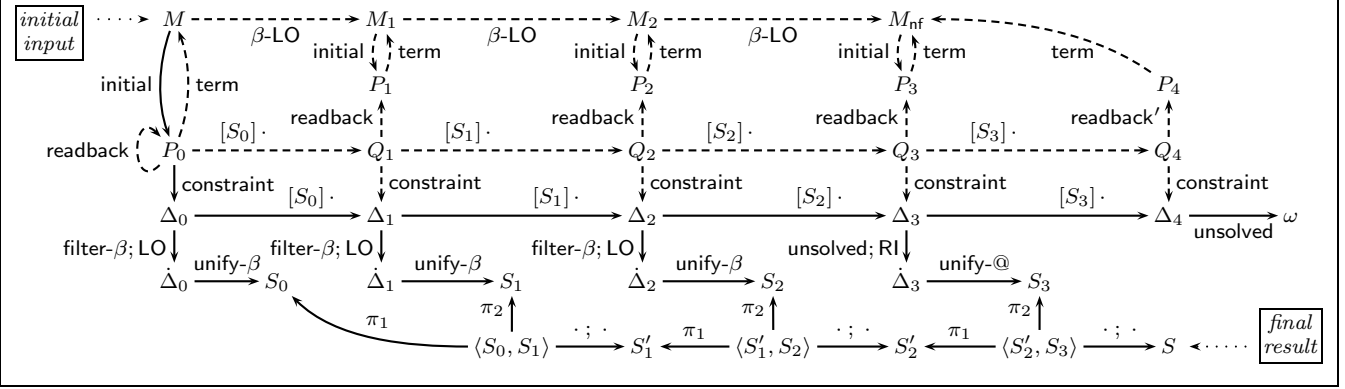 initial input M M₁ M₂ M_nf
β-LO β-LO β-LO
initial term initial term initial term initial term term
P₁ P₂ P₃ P₄
readback readback readback readback′
[S₀] · [S₁] · [S₂] · [S₃] ·
readback P₀ Q₁ Q₂ Q₃ Q₄
constraint constraint constraint constraint constraint
[S₀] · [S₁] · [S₂] · [S₃] ·
Δ₀ Δ₁ Δ₂ Δ₃ Δ₄ ω
unsolved
filter-β; LO filter-β; LO filter-β; LO unsolved; RI
unify-β unify-β unify-β unify-@
Δ̇₀ S₀ Δ̇₁ S₁ Δ̇₂ S₂ Δ̇₃ S₃
π₂ π₂ π₂
π₁ · ; · π₁ · ; · π₁ · ; ·
⟨S₀, S₁⟩ S′₁ ⟨S′₁, S₂⟩ S′₂ ⟨S′₂, S₃⟩ S final result